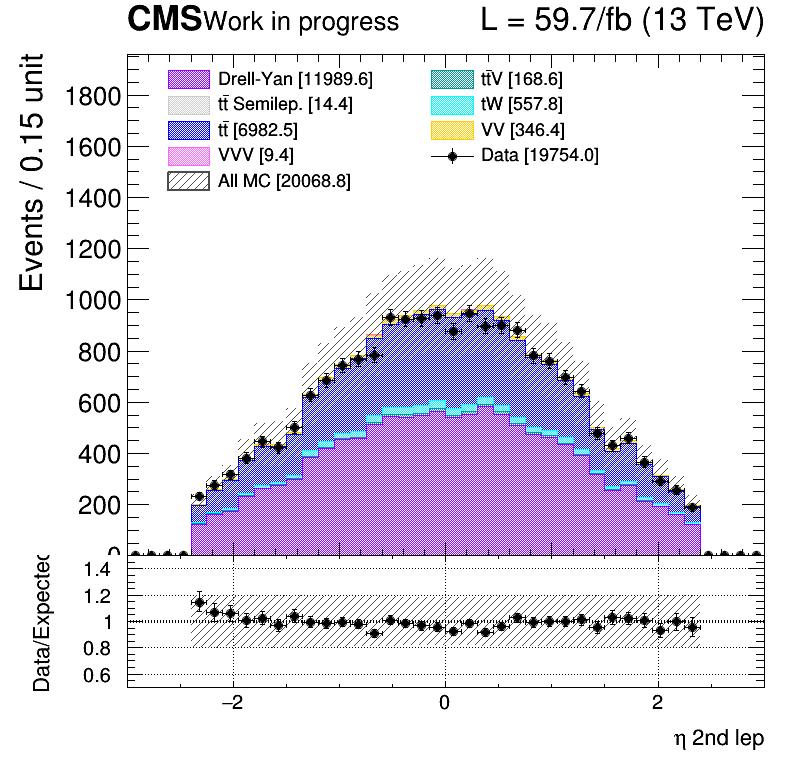 CMS Work in progress L = 59.7/fb (13 TeV)
Events / 0.15 unit
Drell-Yan [11989.6]
tt̄ Semilep. [14.4]
tt̄ [6982.5]
VVV [9.4]
All MC [20068.8]
tt̄V [168.6]
tW [557.8]
VV [346.4]
Data [19754.0]
1800
1600
1400
1200
1000
800
600
400
200
0
Data/Expected
1.4
1.2
1
0.8
0.6
−2 0 2
η 2nd lep